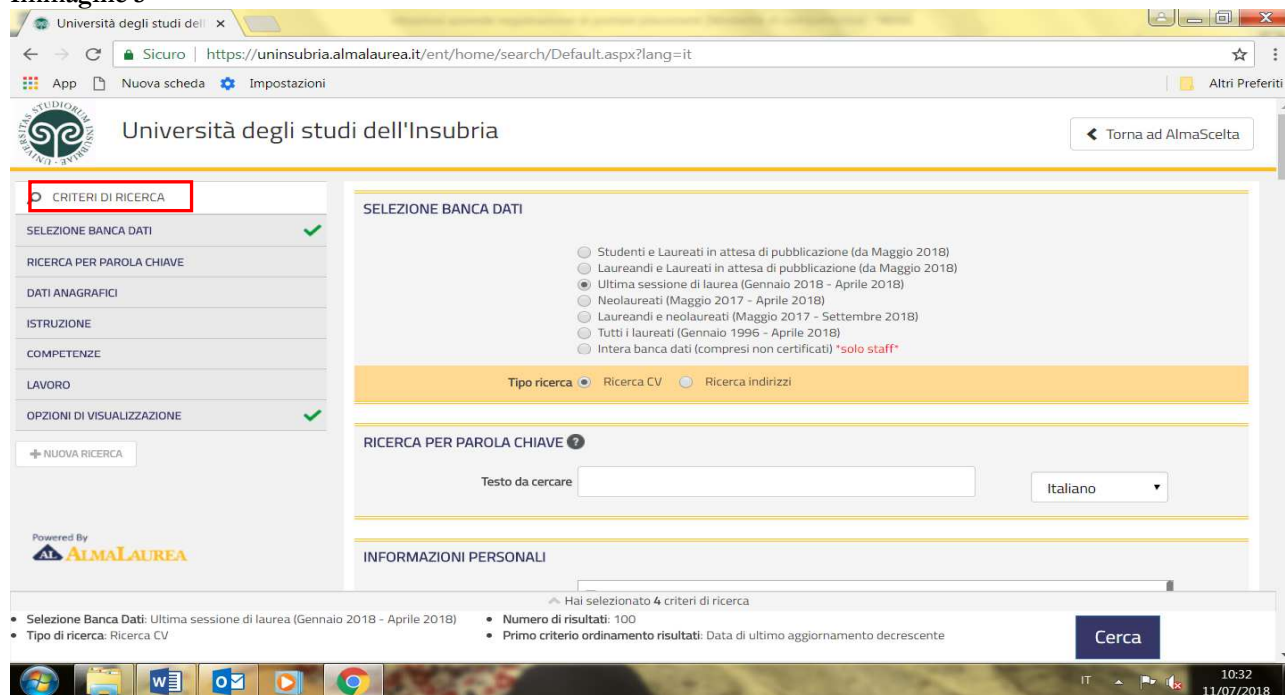 Università degli studi dell
Sicuro | https://uninsubria.almalaurea.it/ent/home/search/Default.aspx?lang=it
App Nuova scheda Impostazioni Altri Preferiti
Università degli studi dell'Insubria
Torna ad AlmaScelta
CRITERI DI RICERCA
SELEZIONE BANCA DATI
RICERCA PER PAROLA CHIAVE
DATI ANAGRAFICI
ISTRUZIONE
COMPETENZE
LAVORO
OPZIONI DI VISUALIZZAZIONE
NUOVA RICERCA
Powered By
AL ALMALAUREA
SELEZIONE BANCA DATI
Studenti e Laureati in attesa di pubblicazione (da Maggio 2018)
Laureandi e Laureati in attesa di pubblicazione (da Maggio 2018)
Ultima sessione di laurea (Gennaio 2018 - Aprile 2018)
Neolaureati (Maggio 2017 - Aprile 2018)
Laureandi e neolaureati (Maggio 2017 - Settembre 2018)
Tutti i laureati (Gennaio 1996 - Aprile 2018)
Intera banca dati (compresi non certificati) *solo staff*
Tipo ricerca Ricerca CV Ricerca indirizzi
RICERCA PER PAROLA CHIAVE ?
Testo da cercare Italiano
INFORMAZIONI PERSONALI
Hai selezionato 4 criteri di ricerca
Selezione Banca Dati: Ultima sessione di laurea (Gennaio 2018 - Aprile 2018)
Tipo di ricerca: Ricerca CV
Numero di risultati: 100
Primo criterio ordinamento risultati: Data di ultimo aggiornamento decrescente
Cerca
IT 10:32
11/07/2018